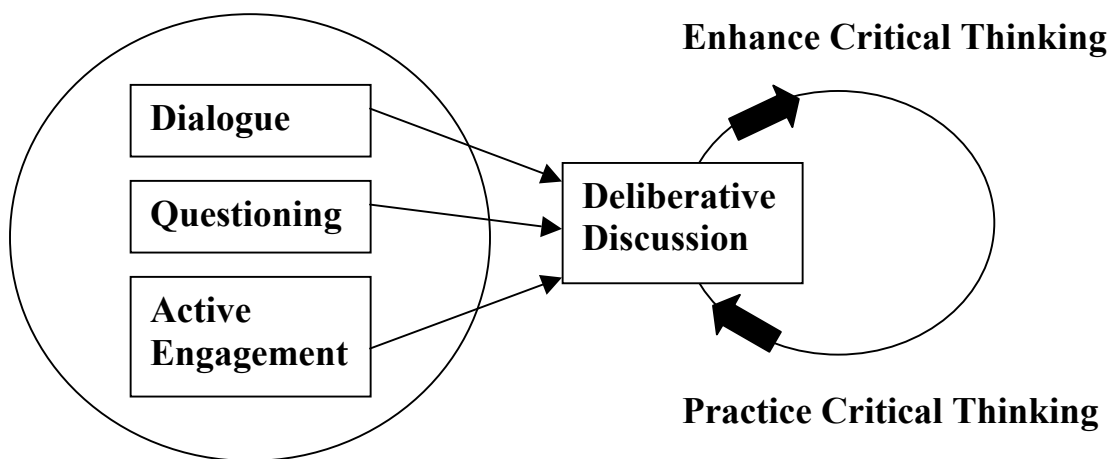 Enhance Critical Thinking
Dialogue
Questioning
Active
Engagement
Deliberative
Discussion
Practice Critical Thinking